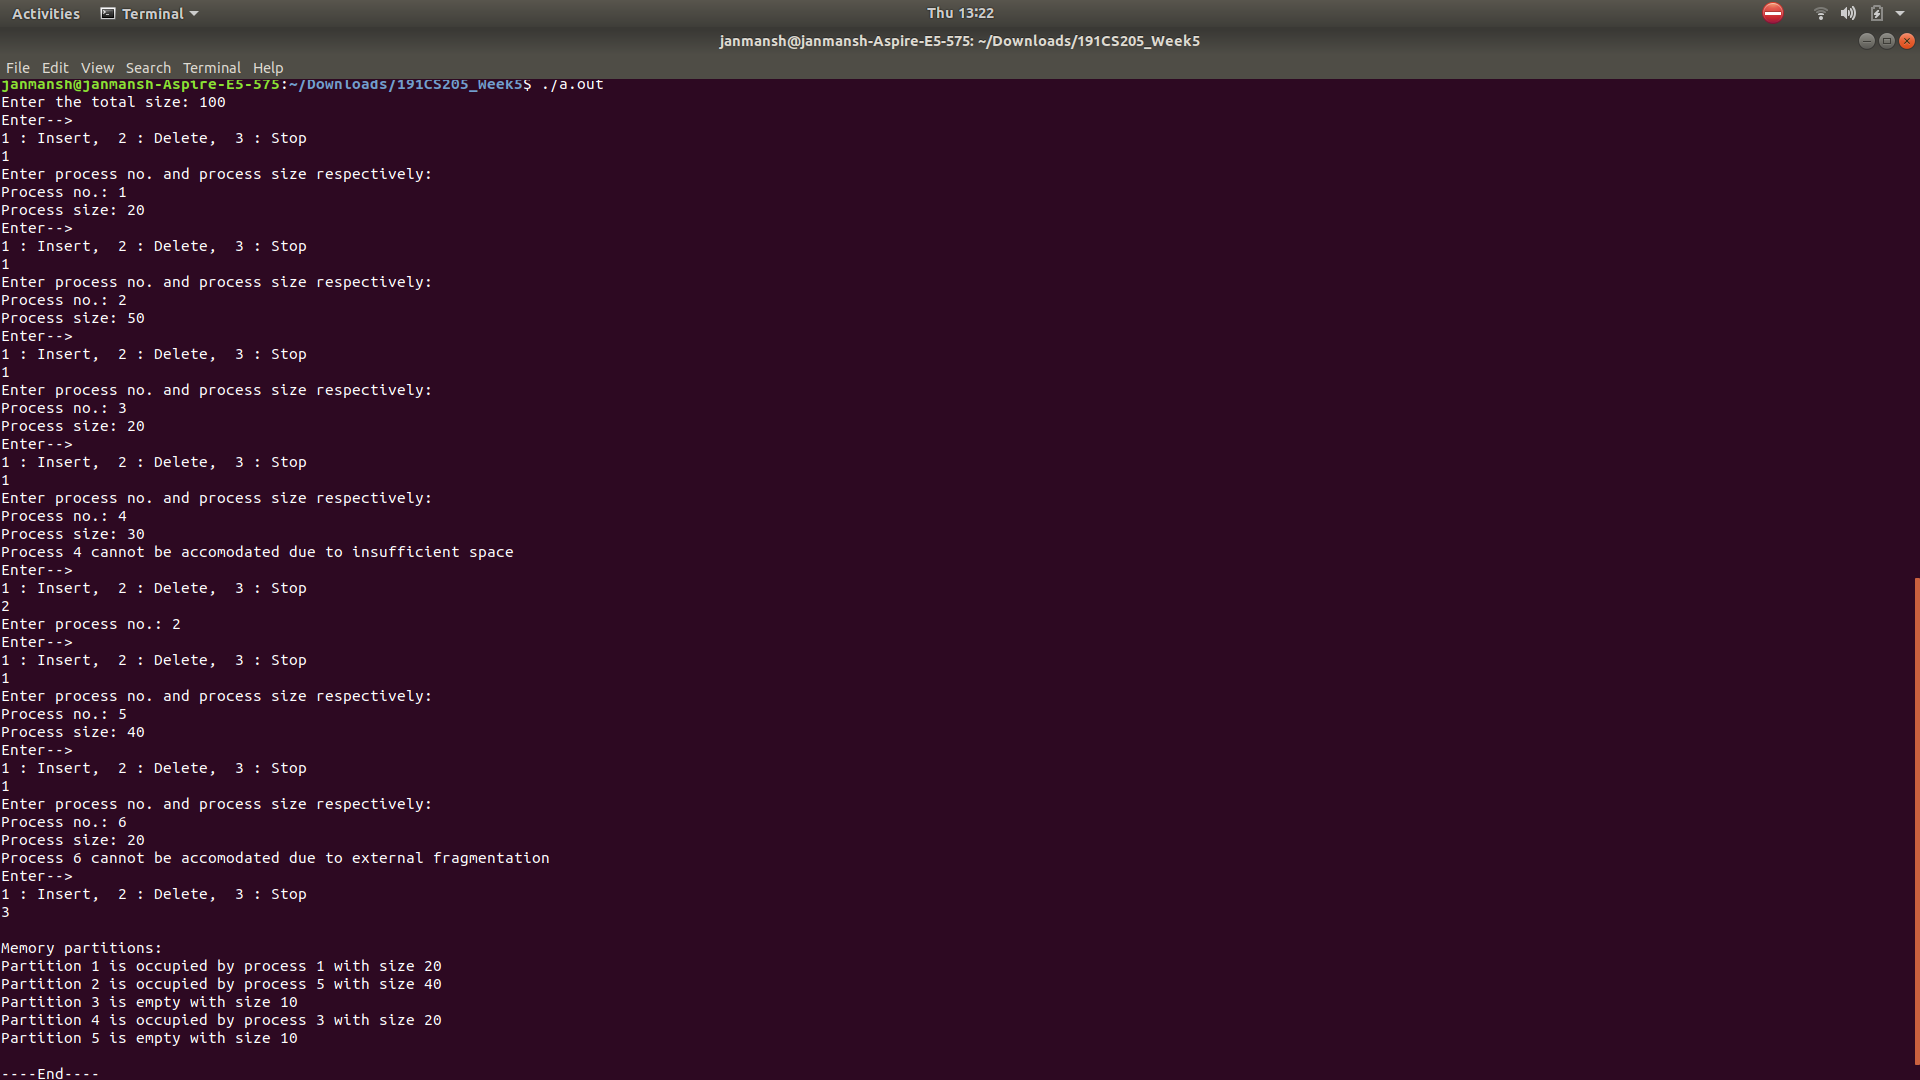 Activities Terminal Thu 13:22
janmansh@janmansh-Aspire-E5-575: ~/Downloads/191CS205_Week5
File Edit View Search Terminal Help
janmansh@janmansh-Aspire-E5-575:~/Downloads/191CS205_Week5$ ./a.out
Enter the total size: 100
Enter-->
1 : Insert,  2 : Delete,  3 : Stop
1
Enter process no. and process size respectively:
Process no.: 1
Process size: 20
Enter-->
1 : Insert,  2 : Delete,  3 : Stop
1
Enter process no. and process size respectively:
Process no.: 2
Process size: 50
Enter-->
1 : Insert,  2 : Delete,  3 : Stop
1
Enter process no. and process size respectively:
Process no.: 3
Process size: 20
Enter-->
1 : Insert,  2 : Delete,  3 : Stop
1
Enter process no. and process size respectively:
Process no.: 4
Process size: 30
Process 4 cannot be accomodated due to insufficient space
Enter-->
1 : Insert,  2 : Delete,  3 : Stop
2
Enter process no.: 2
Enter-->
1 : Insert,  2 : Delete,  3 : Stop
1
Enter process no. and process size respectively:
Process no.: 5
Process size: 40
Enter-->
1 : Insert,  2 : Delete,  3 : Stop
1
Enter process no. and process size respectively:
Process no.: 6
Process size: 20
Process 6 cannot be accomodated due to external fragmentation
Enter-->
1 : Insert,  2 : Delete,  3 : Stop
3
Memory partitions:
Partition 1 is occupied by process 1 with size 20
Partition 2 is occupied by process 5 with size 40
Partition 3 is empty with size 10
Partition 4 is occupied by process 3 with size 20
Partition 5 is empty with size 10
----End----